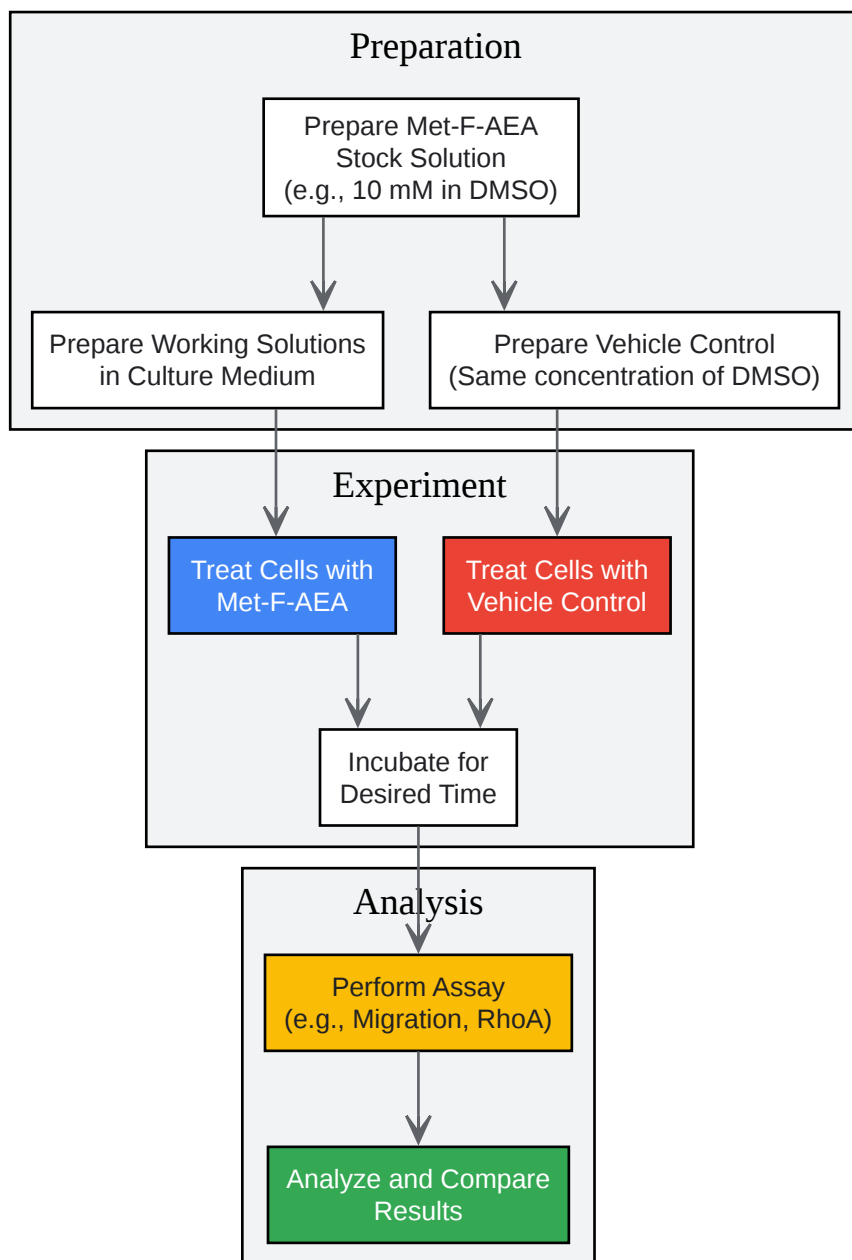 Preparation
Prepare Met-F-AEA
Stock Solution
(e.g., 10 mM in DMSO)
Prepare Working Solutions
in Culture Medium
Prepare Vehicle Control
(Same concentration of DMSO)
Experiment
Treat Cells with
Met-F-AEA
Treat Cells with
Vehicle Control
Incubate for
Desired Time
Analysis
Perform Assay
(e.g., Migration, RhoA)
Analyze and Compare
Results